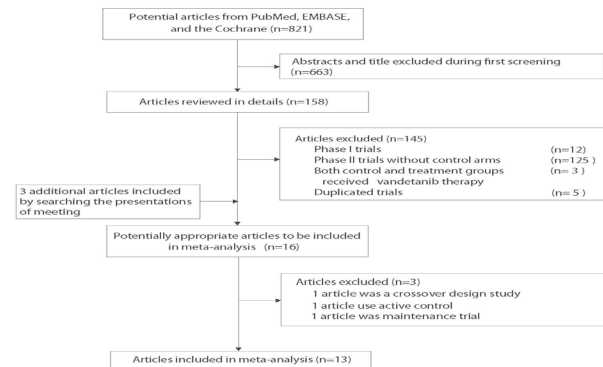 Potential articles from PubMed, EMBASE,
and the Cochrane (n=821)
Abstracts and title excluded during first screening
(n=663)
Articles reviewed in details (n=158)
Articles excluded (n=145)
Phase I trials (n=12)
Phase II trials without control arms (n=125 )
Both control and treatment groups (n= 3 )
received vandetanib therapy
Duplicated trials (n= 5 )
3 additional articles included
by searching the presentations
of meeting
Potentially appropriate articles to be included
in meta-analysis (n=16)
Articles excluded (n=3)
1 article was a crossover design study
1 article use active control
1 article was maintenance trial
Articles included in meta-analysis (n=13)